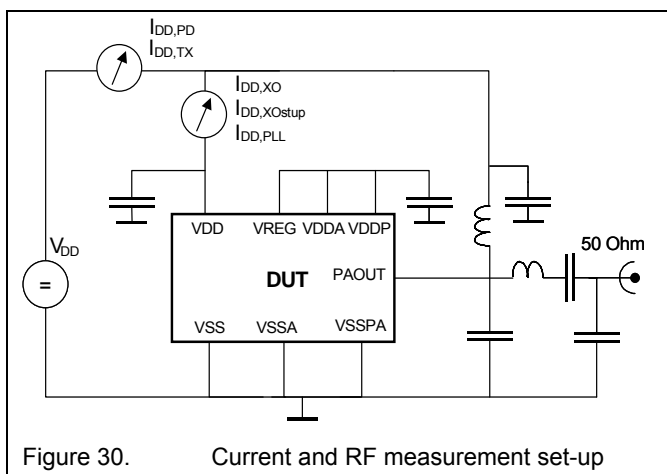 IDD,PD
IDD,TX
IDD,XO
IDD,XOstup
IDD,PLL
VDD
=
VDD
VREG
VDDA
VDDP
DUT
PAOUT
50 Ohm
VSS
VSSA
VSSPA
Figure 30. Current and RF measurement set-up